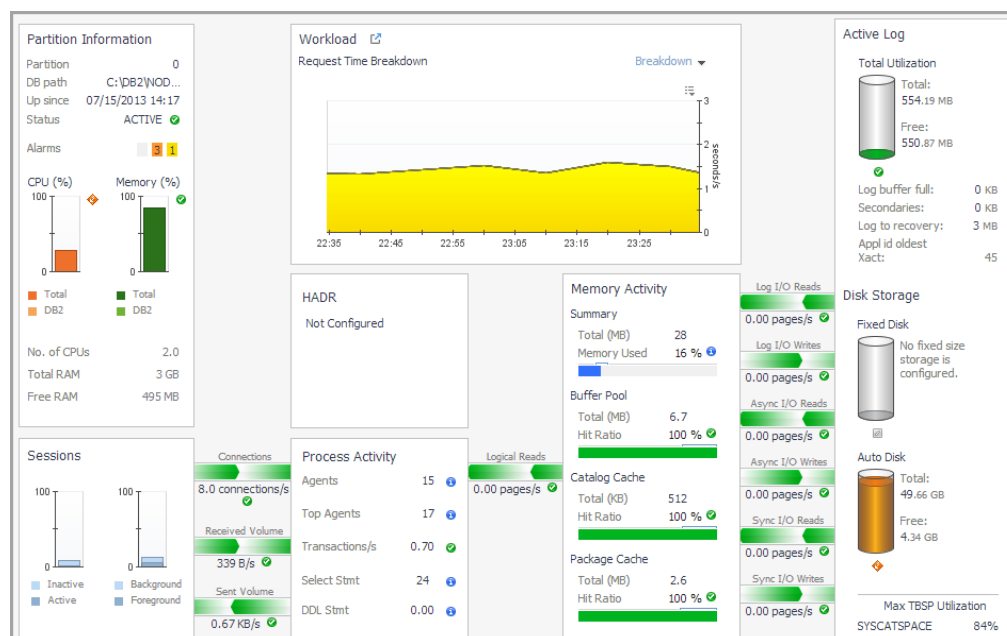 Partition Information
Partition 0
DB path C:\DB2\NOD...
Up since 07/15/2013 14:17
Status ACTIVE
Alarms 3 1
CPU (%) Memory (%)
100 100
0 0
Total Total
DB2 DB2
No. of CPUs 2.0
Total RAM 3 GB
Free RAM 495 MB
Workload
Request Time Breakdown Breakdown
3
2
1
0
seconds/s
22:35 22:45 22:55 23:05 23:15 23:25
HADR
Not Configured
Sessions
100 100
0 0
Inactive Background
Active Foreground
Connections
8.0 connections/s
Received Volume
339 B/s
Sent Volume
0.67 KB/s
Process Activity
Agents 15
Top Agents 17
Transactions/s 0.70
Select Stmt 24
DDL Stmt 0.00
Logical Reads
0.00 pages/s
Memory Activity
Summary
Total (MB) 28
Memory Used 16 %
Buffer Pool
Total (MB) 6.7
Hit Ratio 100 %
Catalog Cache
Total (KB) 512
Hit Ratio 100 %
Package Cache
Total (MB) 2.6
Hit Ratio 100 %
Log I/O Reads
0.00 pages/s
Log I/O Writes
0.00 pages/s
Async I/O Reads
0.00 pages/s
Async I/O Writes
0.00 pages/s
Sync I/O Reads
0.00 pages/s
Sync I/O Writes
0.00 pages/s
Active Log
Total Utilization
Total:
554.19 MB
Free:
550.87 MB
Log buffer full: 0 KB
Secondaries: 0 KB
Log to recovery: 3 MB
Appl id oldest
Xact: 45
Disk Storage
Fixed Disk
No fixed size
storage is
configured.
Auto Disk
Total:
49.66 GB
Free:
4.34 GB
Max TBSP Utilization
SYSCATSPACE 84%